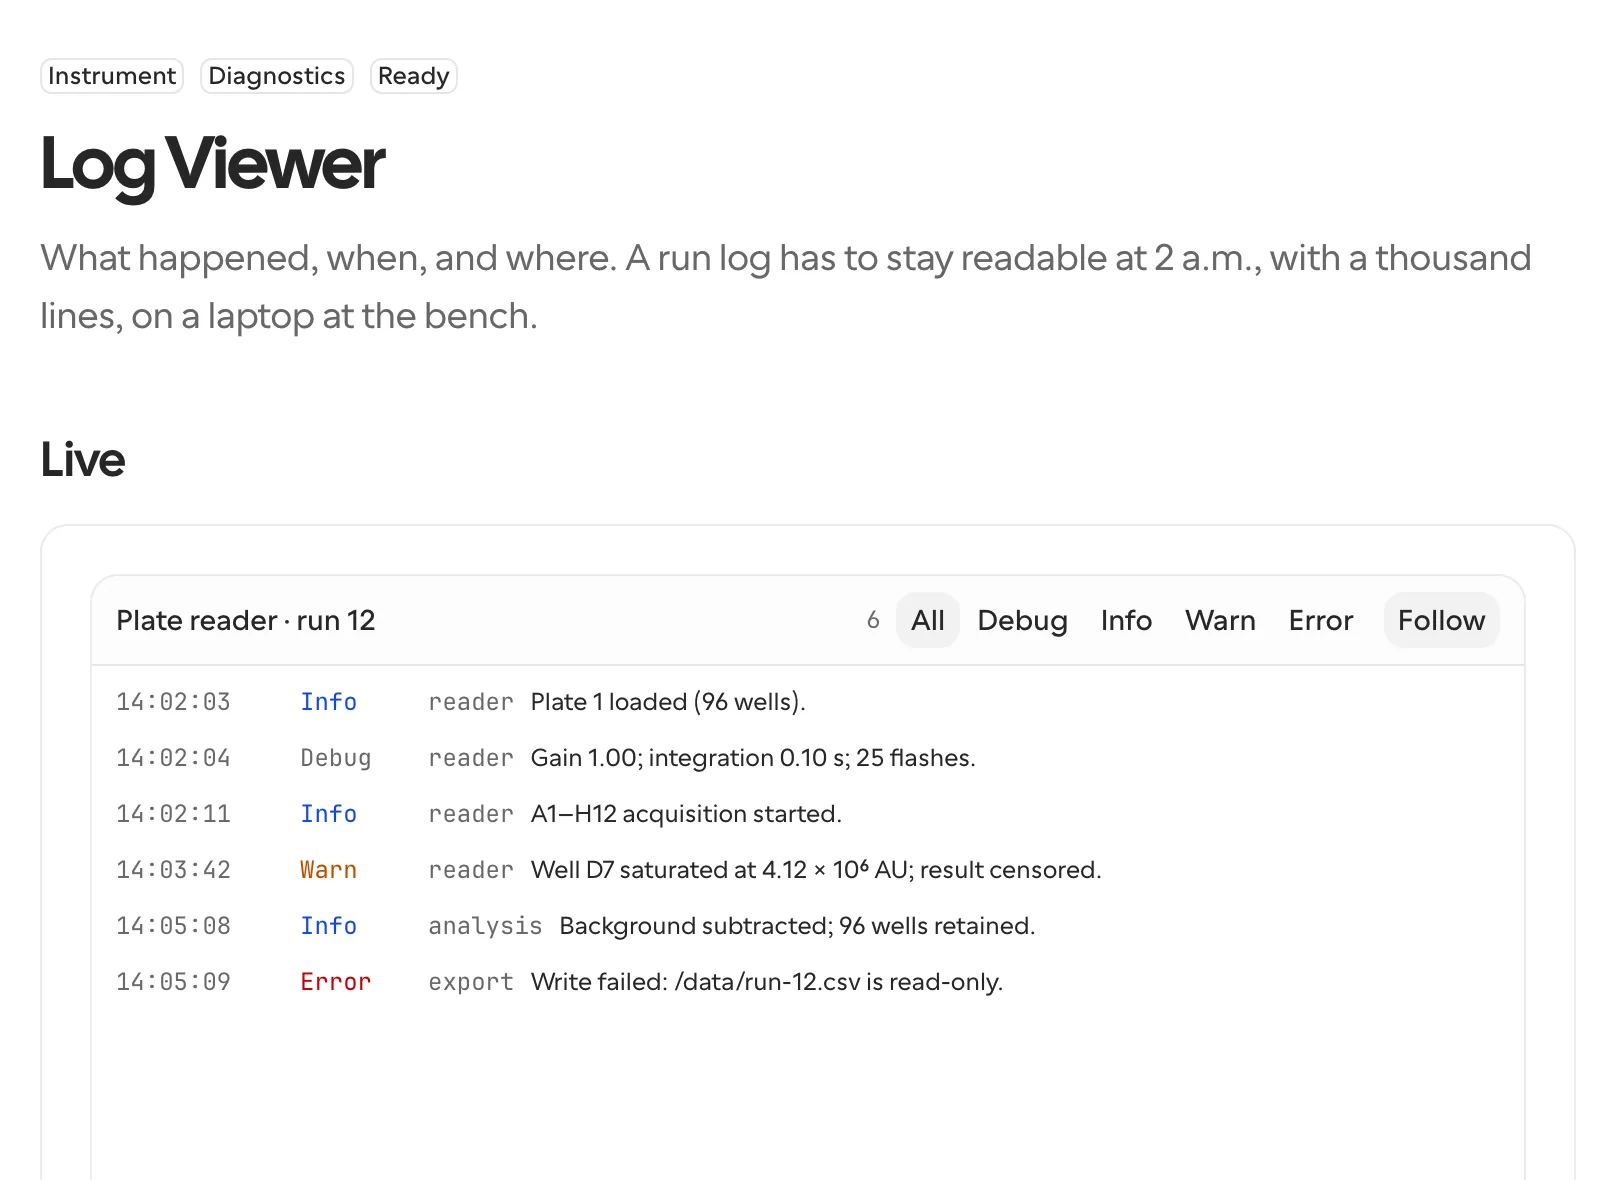 Instrument Diagnostics Ready
Log Viewer
What happened, when, and where. A run log has to stay readable at 2 a.m., with a thousand
lines, on a laptop at the bench.
Live
Plate reader · run 12 6 All Debug Info Warn Error Follow
14:02:03 Info reader Plate 1 loaded (96 wells).
14:02:04 Debug reader Gain 1.00; integration 0.10 s; 25 flashes.
14:02:11 Info reader A1–H12 acquisition started.
14:03:42 Warn reader Well D7 saturated at 4.12 × 10⁶ AU; result censored.
14:05:08 Info analysis Background subtracted; 96 wells retained.
14:05:09 Error export Write failed: /data/run-12.csv is read-only.